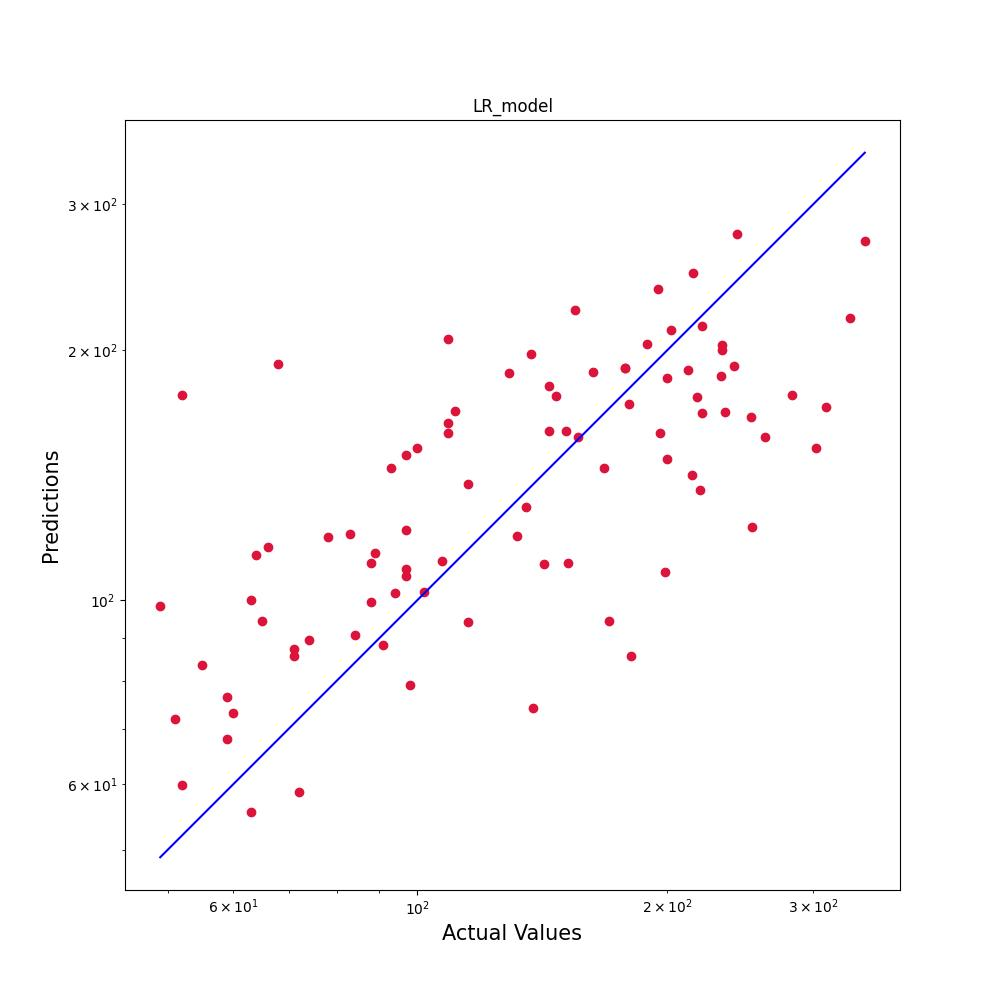 LR_model
3 × 10²
2 × 10²
10²
6 × 10¹
Predictions
6 × 10¹
10²
2 × 10²
3 × 10²
Actual Values